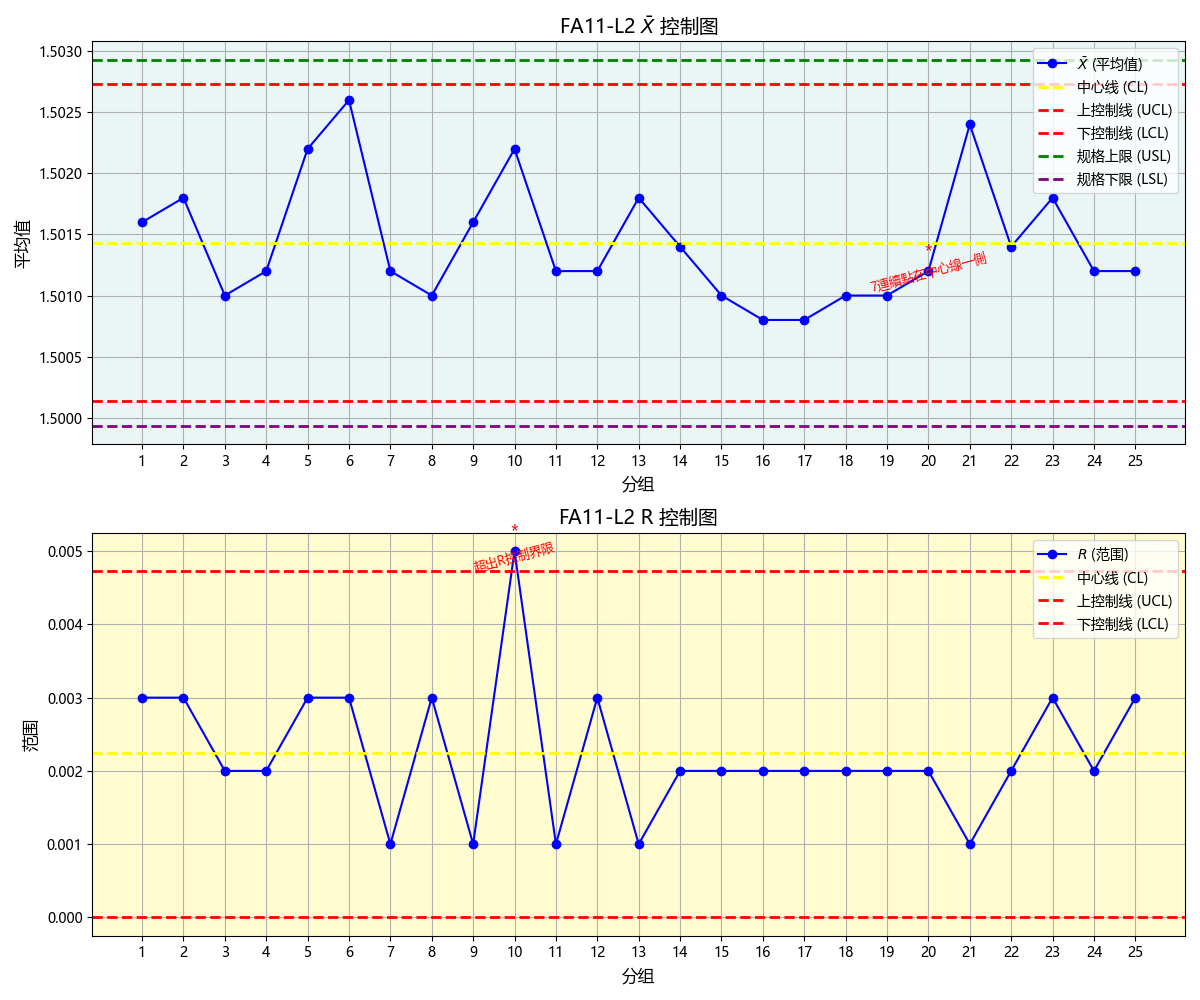 FA11-L2 X̄ 控制图
平均值
1.5030
1.5025
1.5020
1.5015
1.5010
1.5005
1.5000
X̄ (平均值)
中心线 (CL)
上控制线 (UCL)
下控制线 (LCL)
规格上限 (USL)
规格下限 (LSL)
*
7連續點在中心線一側
1 2 3 4 5 6 7 8 9 10 11 12 13 14 15 16 17 18 19 20 21 22 23 24 25
分组
FA11-L2 R 控制图
范围
0.005
0.004
0.003
0.002
0.001
0.000
*
超出R控制界限
R (范围)
中心线 (CL)
上控制线 (UCL)
下控制线 (LCL)
1 2 3 4 5 6 7 8 9 10 11 12 13 14 15 16 17 18 19 20 21 22 23 24 25
分组